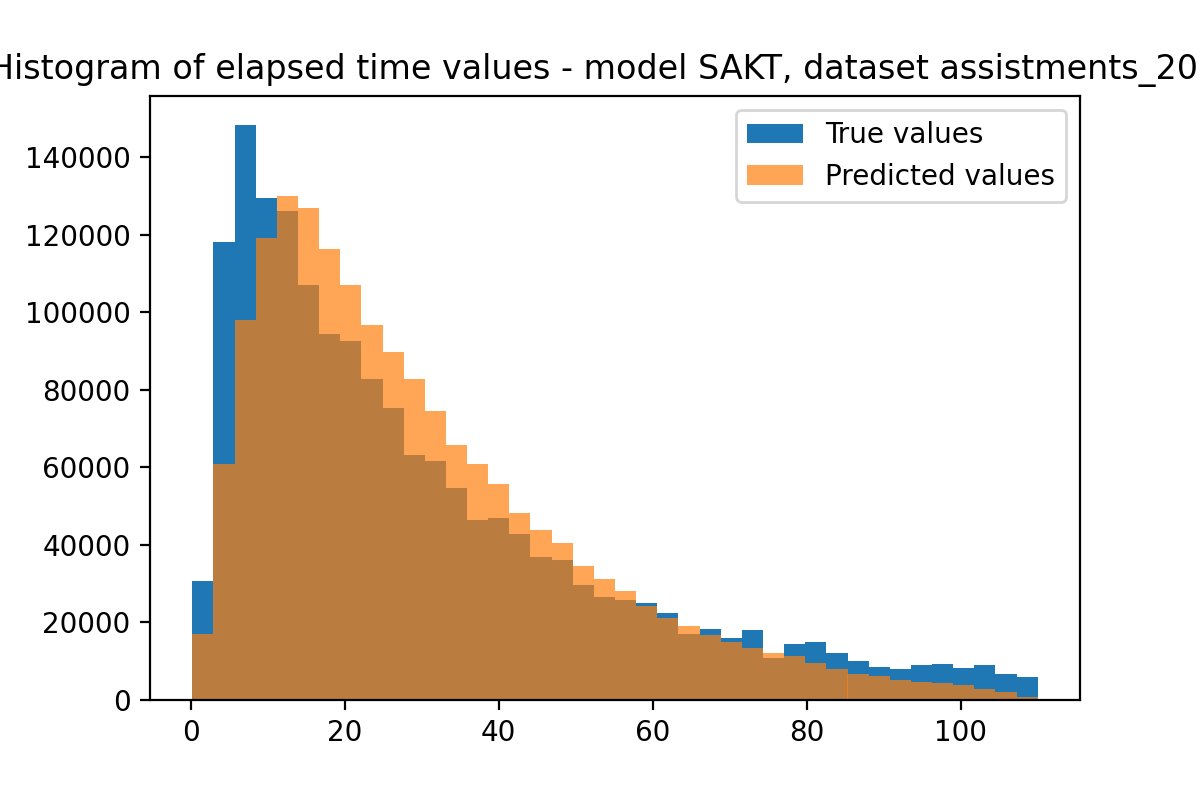 Histogram of elapsed time values - model SAKT, dataset assistments_20
True values
Predicted values
140000
120000
100000
80000
60000
40000
20000
0
0 20 40 60 80 100